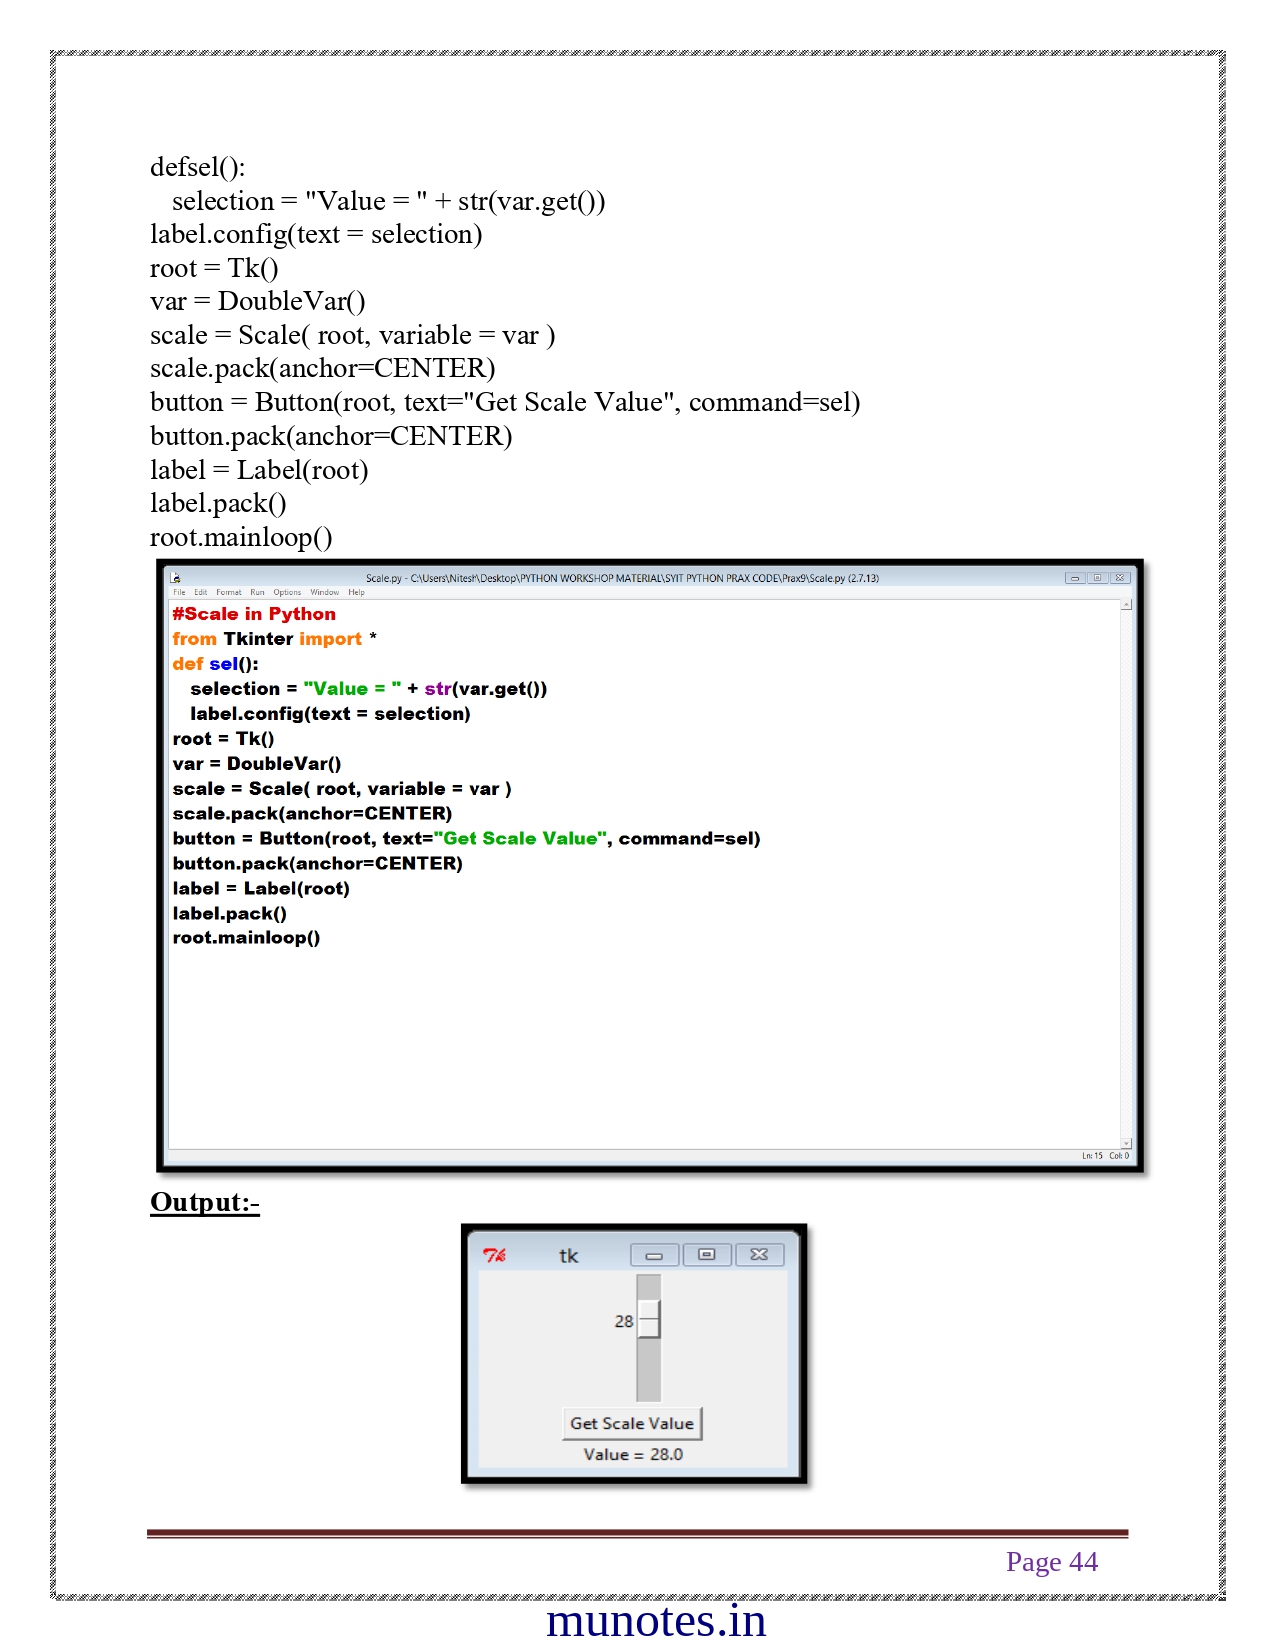 defsel():
selection = "Value = " + str(var.get())
label.config(text = selection)
root = Tk()
var = DoubleVar()
scale = Scale( root, variable = var )
scale.pack(anchor=CENTER)
button = Button(root, text="Get Scale Value", command=sel)
button.pack(anchor=CENTER)
label = Label(root)
label.pack()
root.mainloop()
Scale.py - C:\Users\Nitesh\Desktop\PYTHON WORKSHOP MATERIAL\SYIT PYTHON PRAX CODE\Prax9\Scale.py (2.7.13)
File Edit Format Run Options Window Help
#Scale in Python
from Tkinter import *
def sel():
selection = "Value = " + str(var.get())
label.config(text = selection)
root = Tk()
var = DoubleVar()
scale = Scale( root, variable = var )
scale.pack(anchor=CENTER)
button = Button(root, text="Get Scale Value", command=sel)
button.pack(anchor=CENTER)
label = Label(root)
label.pack()
root.mainloop()
Ln: 15 Col: 0
Output:-
tk
28
Get Scale Value
Value = 28.0
Page 44
munotes.in